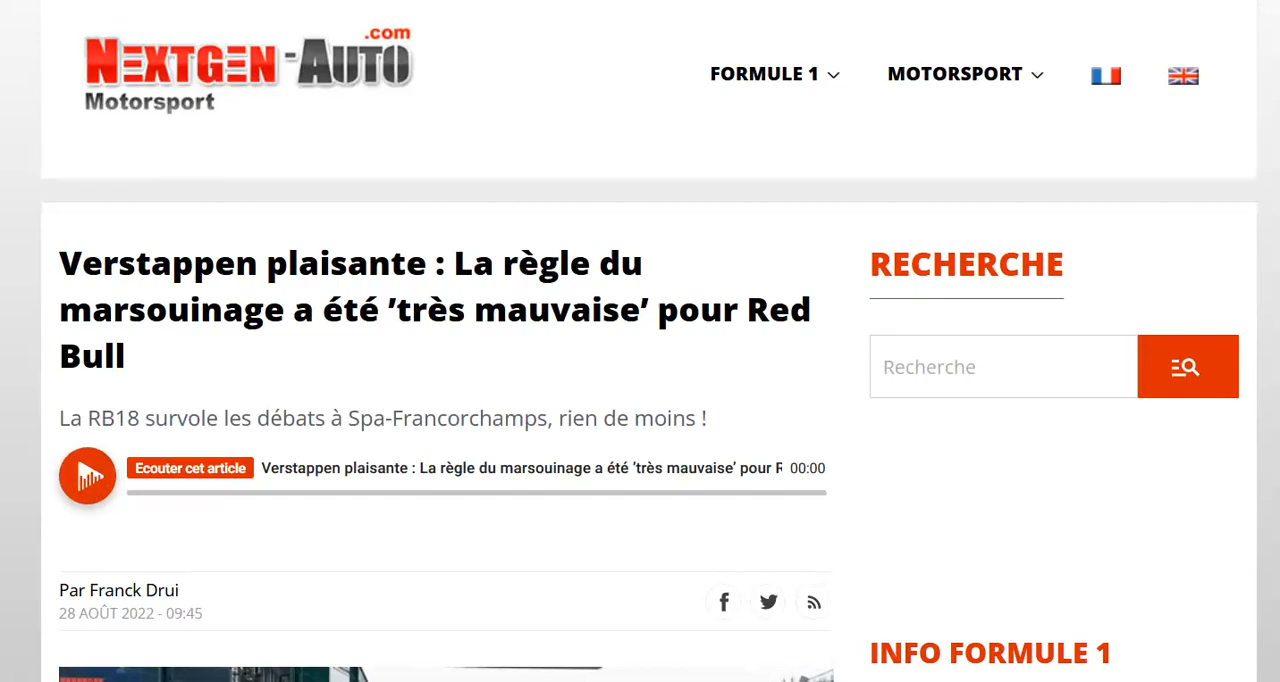 NEXTGEN-AUTO.com
Motorsport
FORMULE 1
MOTORSPORT
Verstappen plaisante : La règle du
marsouinage a été ’très mauvaise’ pour Red
Bull
La RB18 survole les débats à Spa-Francorchamps, rien de moins !
Ecouter cet article Verstappen plaisante : La règle du marsouinage a été ’très mauvaise’ pour R 00:00
Par Franck Drui
28 AOÛT 2022 - 09:45
RECHERCHE
Recherche
INFO FORMULE 1